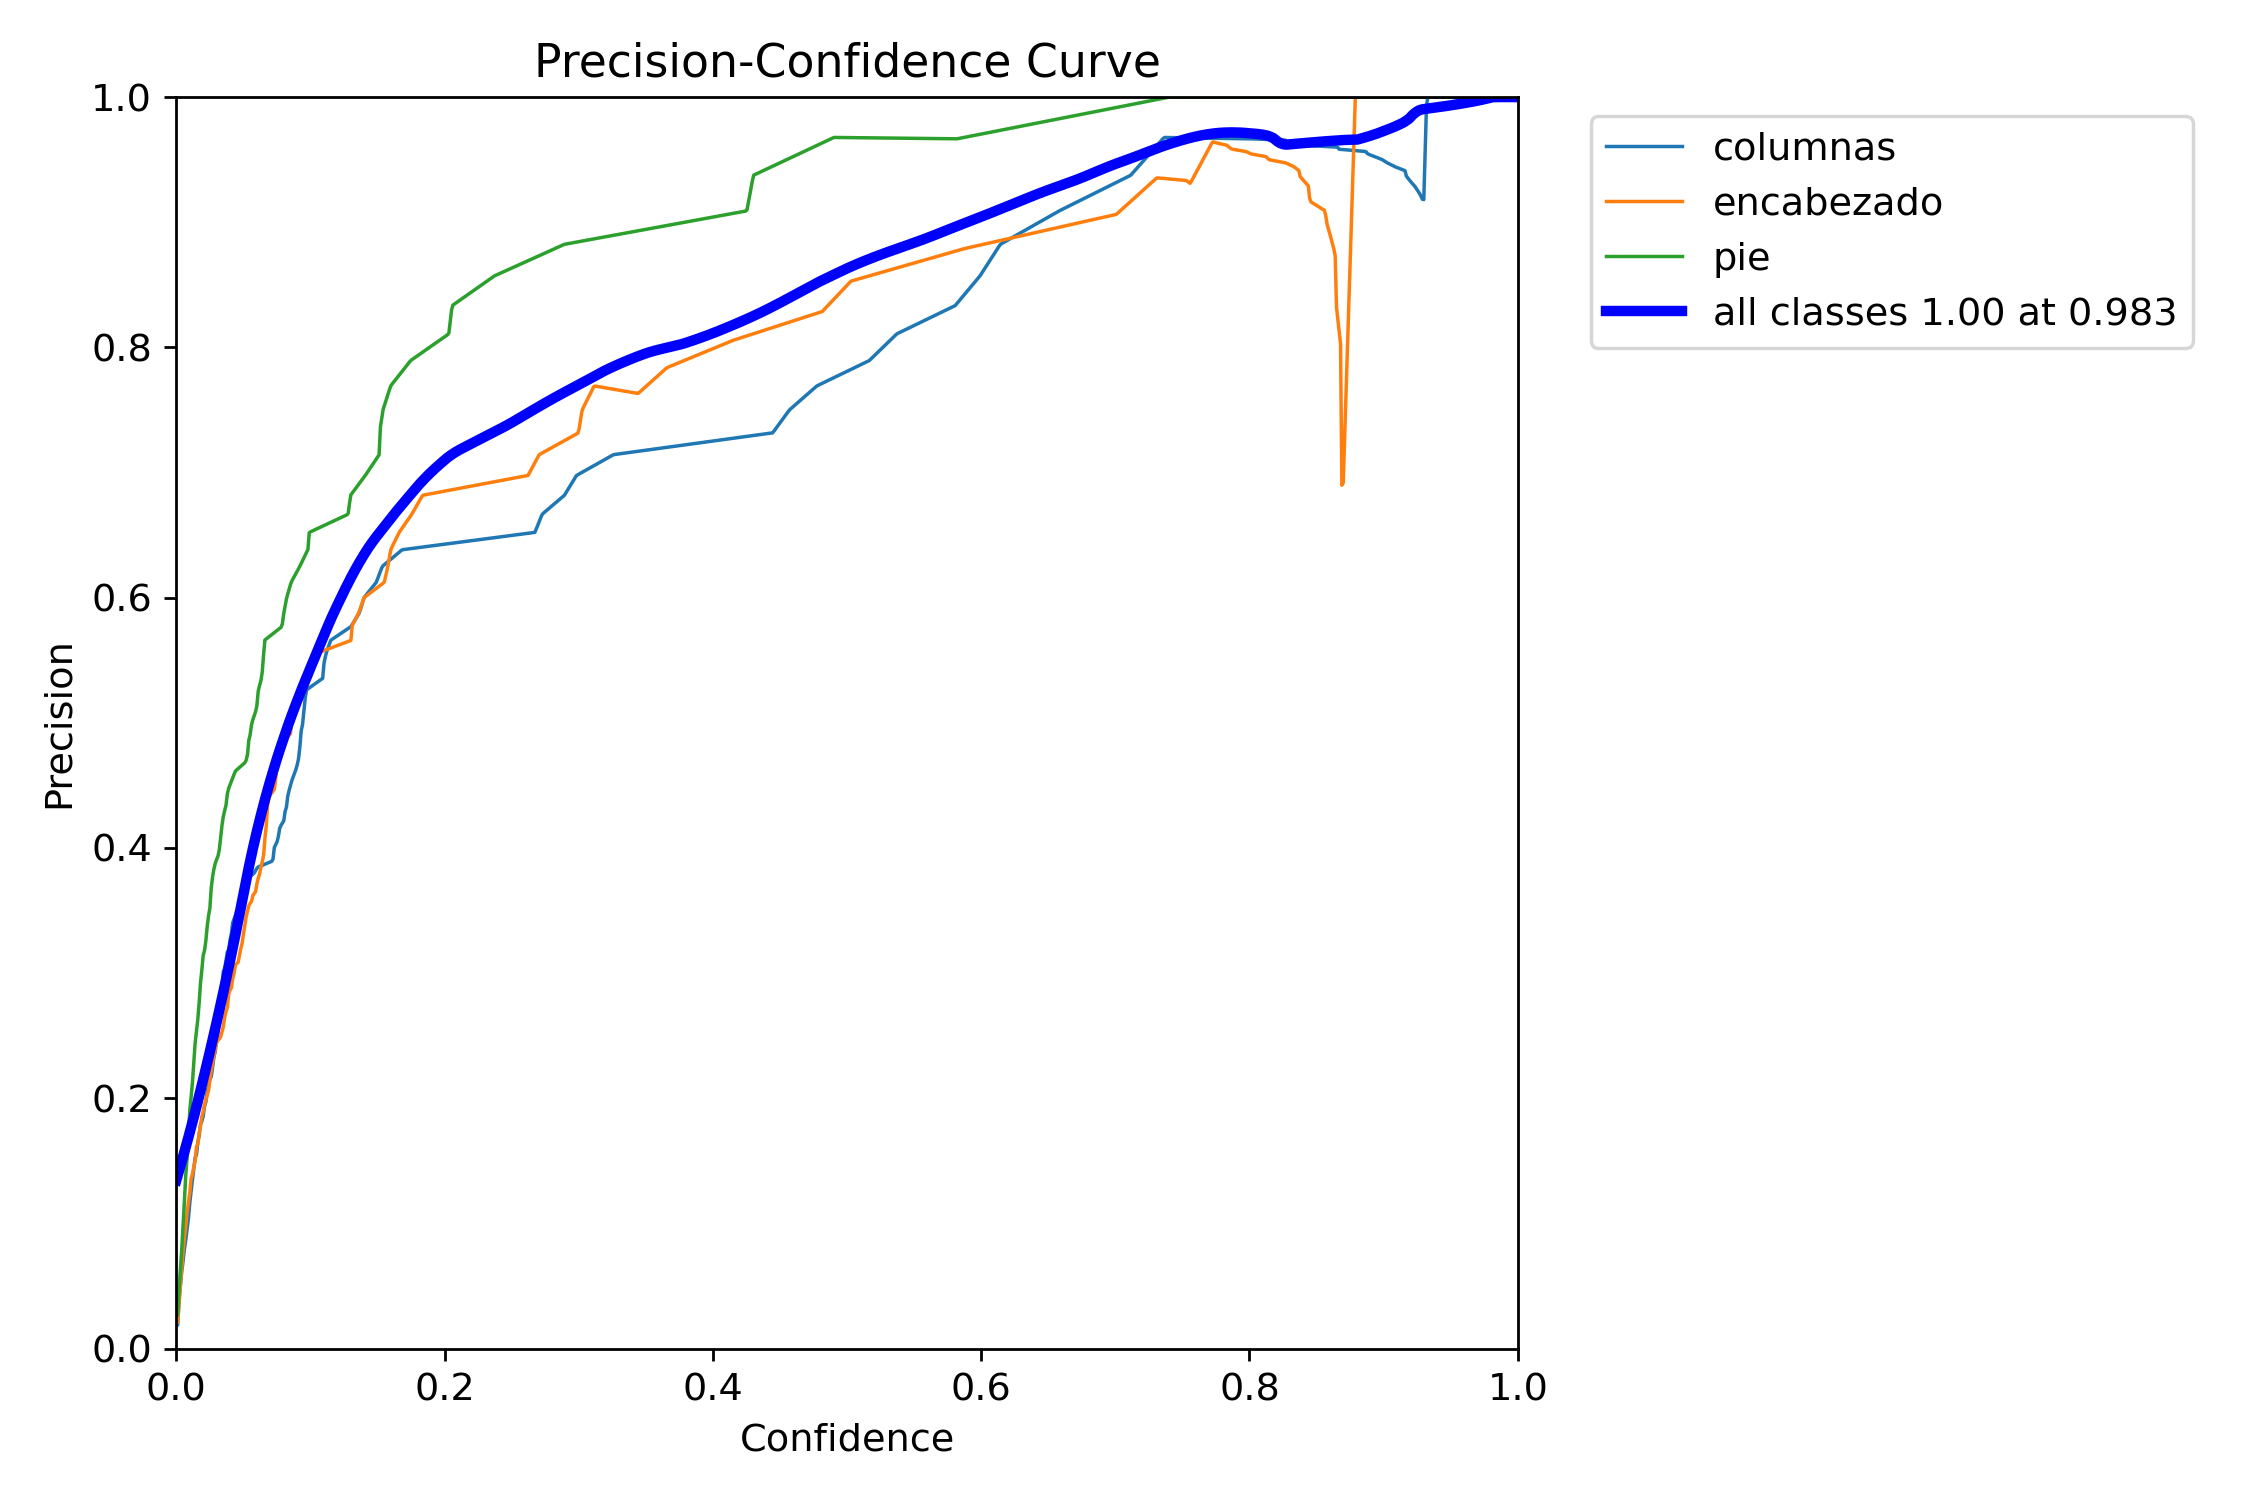 Precision-Confidence Curve
1.0
0.8
0.6
0.4
0.2
0.0
Precision
0.0 0.2 0.4 0.6 0.8 1.0
Confidence
columnas
encabezado
pie
all classes 1.00 at 0.983